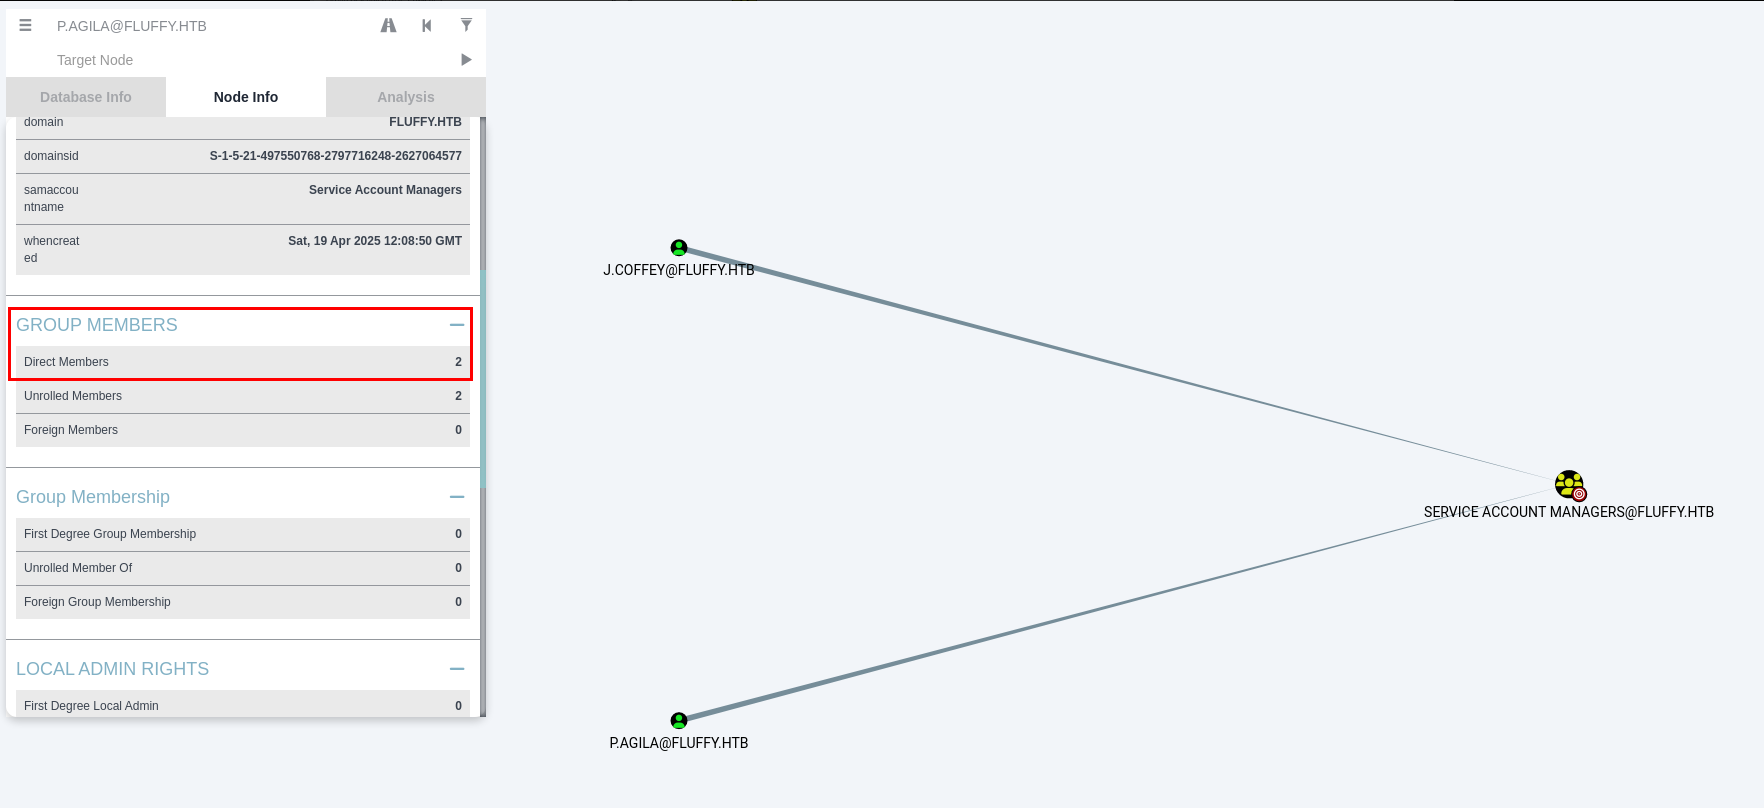 P.AGILA@FLUFFY.HTB
Target Node
Database Info Node Info Analysis
domain FLUFFY.HTB
domainsid S-1-5-21-497550768-2797716248-2627064577
samaccou Service Account Managers
ntname
whencreat Sat, 19 Apr 2025 12:08:50 GMT
ed
GROUP MEMBERS
Direct Members 2
Unrolled Members 2
Foreign Members 0
Group Membership
First Degree Group Membership 0
Unrolled Member Of 0
Foreign Group Membership 0
LOCAL ADMIN RIGHTS
First Degree Local Admin 0
J.COFFEY@FLUFFY.HTB
SERVICE ACCOUNT MANAGERS@FLUFFY.HTB
P.AGILA@FLUFFY.HTB